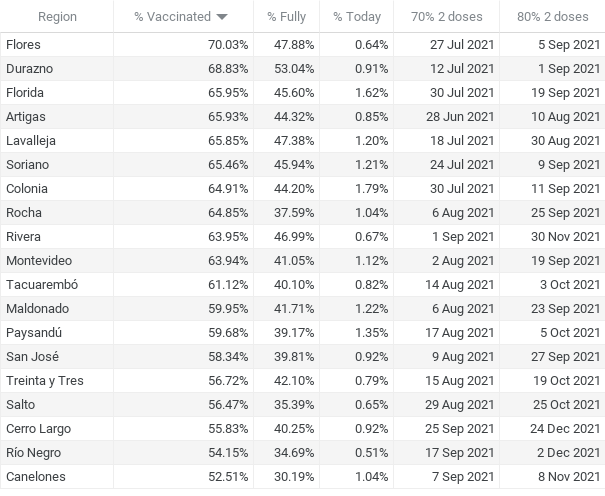 Region % Vaccinated % Fully % Today 70% 2 doses 80% 2 doses
Flores 70.03% 47.88% 0.64% 27 Jul 2021 5 Sep 2021
Durazno 68.83% 53.04% 0.91% 12 Jul 2021 1 Sep 2021
Florida 65.95% 45.60% 1.62% 30 Jul 2021 19 Sep 2021
Artigas 65.93% 44.32% 0.85% 28 Jun 2021 10 Aug 2021
Lavalleja 65.85% 47.38% 1.20% 18 Jul 2021 30 Aug 2021
Soriano 65.46% 45.94% 1.21% 24 Jul 2021 9 Sep 2021
Colonia 64.91% 44.20% 1.79% 30 Jul 2021 11 Sep 2021
Rocha 64.85% 37.59% 1.04% 6 Aug 2021 25 Sep 2021
Rivera 63.95% 46.99% 0.67% 1 Sep 2021 30 Nov 2021
Montevideo 63.94% 41.05% 1.12% 2 Aug 2021 19 Sep 2021
Tacuarembó 61.12% 40.10% 0.82% 14 Aug 2021 3 Oct 2021
Maldonado 59.95% 41.71% 1.22% 6 Aug 2021 23 Sep 2021
Paysandú 59.68% 39.17% 1.35% 17 Aug 2021 5 Oct 2021
San José 58.34% 39.81% 0.92% 9 Aug 2021 27 Sep 2021
Treinta y Tres 56.72% 42.10% 0.79% 15 Aug 2021 19 Oct 2021
Salto 56.47% 35.39% 0.65% 29 Aug 2021 25 Oct 2021
Cerro Largo 55.83% 40.25% 0.92% 25 Sep 2021 24 Dec 2021
Río Negro 54.15% 34.69% 0.51% 17 Sep 2021 2 Dec 2021
Canelones 52.51% 30.19% 1.04% 7 Sep 2021 8 Nov 2021